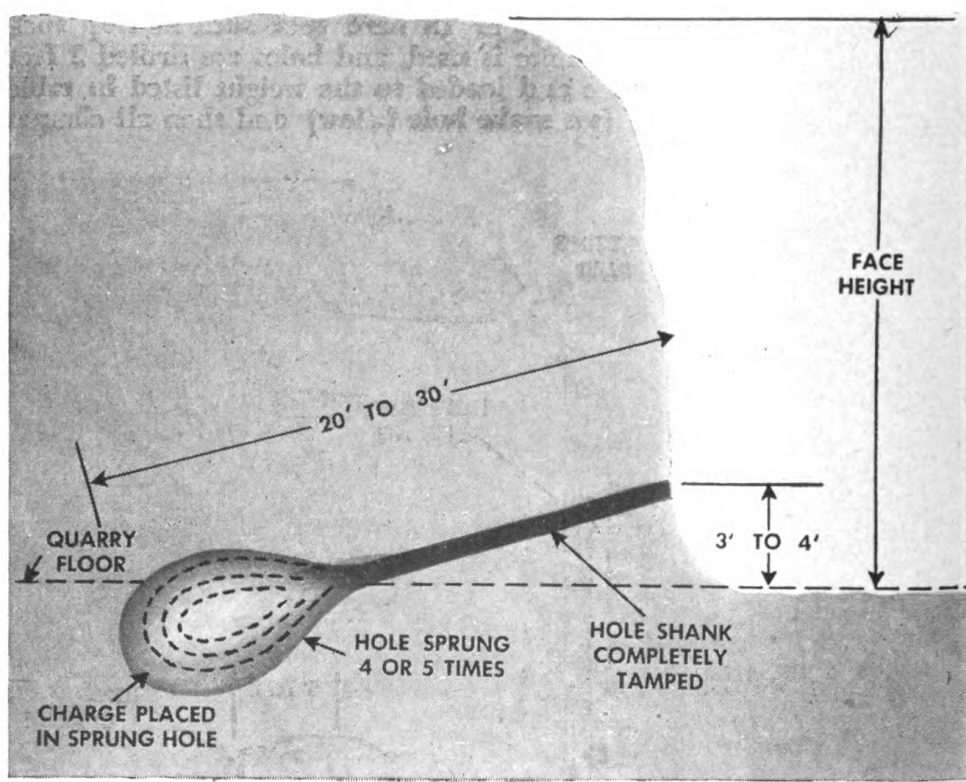 FACE
HEIGHT
20' TO 30'
QUARRY
FLOOR
3' TO 4'
HOLE SPRUNG
4 OR 5 TIMES
HOLE SHANK
COMPLETELY
TAMPED
CHARGE PLACED
IN SPRUNG HOLE